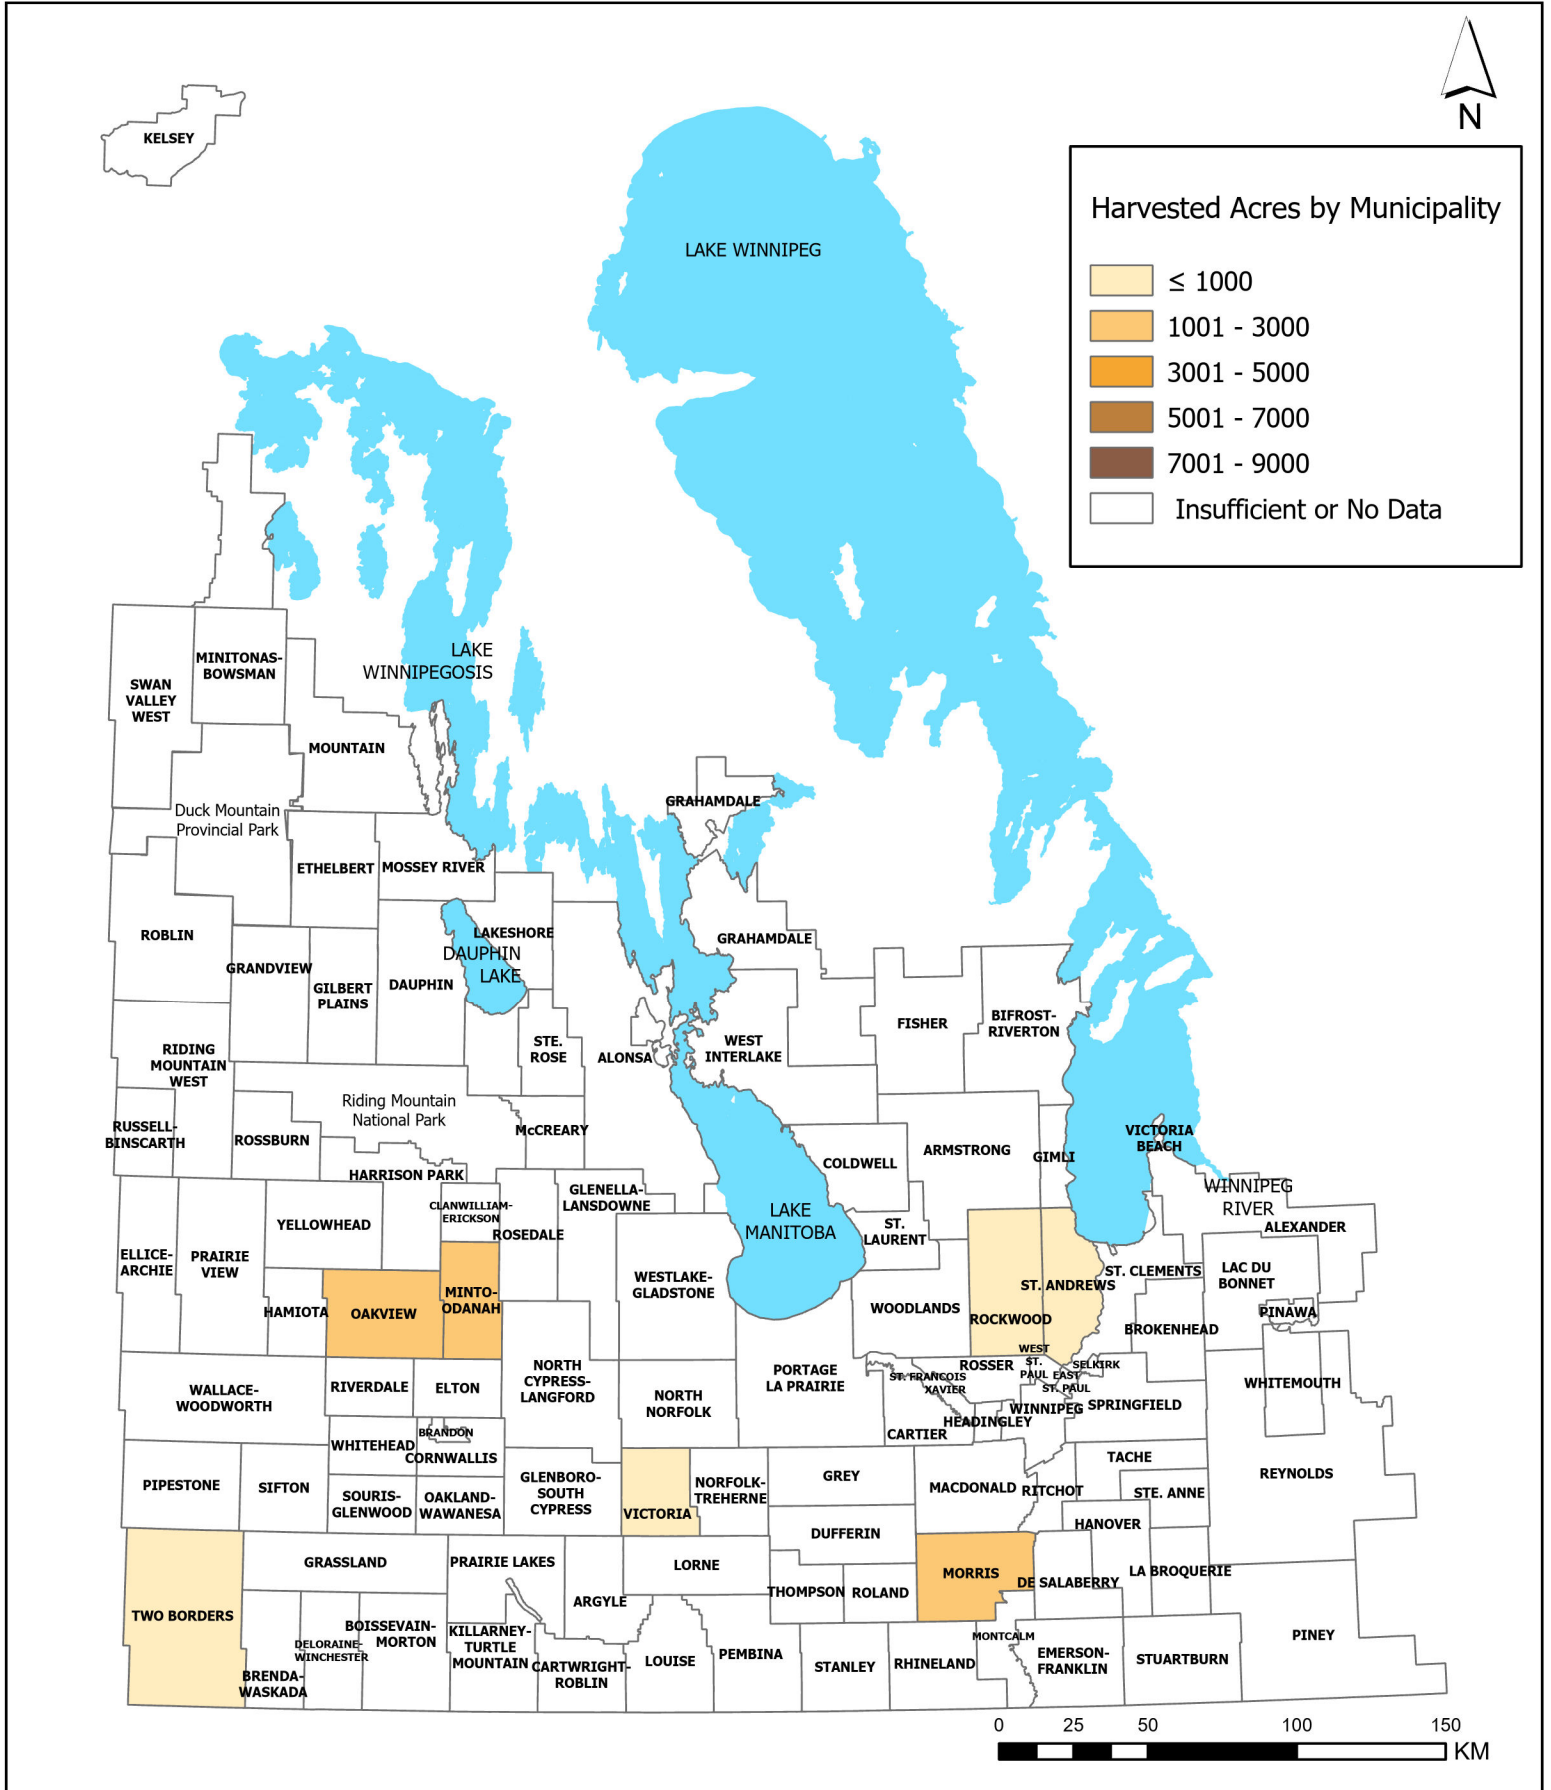 N
KELSEY
Harvested Acres by Municipality
≤ 1000
1001 - 3000
3001 - 5000
5001 - 7000
7001 - 9000
Insufficient or No Data
LAKE WINNIPEG
LAKE
WINNIPEGOSIS
MINITONAS-
BOWSMAN
SWAN
VALLEY
WEST
MOUNTAIN
Duck Mountain
Provincial Park
GRAHAMDALE
ETHELBERT
MOSSEY RIVER
ROBLIN
LAKESHORE
DAUPHIN
LAKE
GRAHAMDALE
GRANDVIEW
GILBERT
PLAINS
DAUPHIN
FISHER
BIFROST-
RIVERTON
RIDING
MOUNTAIN
WEST
STE.
ROSE
ALONSA
WEST
INTERLAKE
Riding Mountain
National Park
RUSSELL-
BINSCARTH
ROSSBURN
McCREARY
VICTORIA
BEACH
ARMSTRONG
GIMLI
COLDWELL
HARRISON PARK
CLANWILLIAM-
ERICKSON
GLENELLA-
LANSDOWNE
WINNIPEG
RIVER
ALEXANDER
YELLOWHEAD
ROSEDALE
LAKE
MANITOBA
ST.
LAURENT
ELLICE-
ARCHIE
PRAIRIE
VIEW
WESTLAKE-
GLADSTONE
ST. ANDREWS
ST. CLEMENTS
LAC DU
BONNET
HAMIOTA
OAKVIEW
MINTO-
ODANAH
WOODLANDS
ROCKWOOD
PINAWA
BROKENHEAD
WALLACE-
WOODWORTH
RIVERDALE
ELTON
NORTH
CYPRESS-
LANGFORD
NORTH
NORFOLK
PORTAGE
LA PRAIRIE
ROSSER
WEST
ST.
PAUL
EAST
ST. PAUL
SELKIRK
ST. FRANCOIS
XAVIER
WHITEMOUTH
WINNIPEG
SPRINGFIELD
HEADINGLEY
CARTIER
WHITEHEAD
BRANDON
CORNWALLIS
TACHE
PIPESTONE
SIFTON
SOURIS-
GLENWOOD
OAKLAND-
WAWANESA
GLENBORO-
SOUTH
CYPRESS
VICTORIA
NORFOLK-
TREHERNE
GREY
MACDONALD
RITCHOT
STE. ANNE
REYNOLDS
HANOVER
DUFFERIN
GRASSLAND
PRAIRIE LAKES
LORNE
MORRIS
DE SALABERRY
LA BROQUERIE
THOMPSON
ROLAND
ARGYLE
TWO BORDERS
BRENDA-
WASKADA
DELORAINE-
WINCHESTER
BOISSEVAIN-
MORTON
KILLARNEY-
TURTLE
MOUNTAIN
CARTWRIGHT-
ROBLIN
LOUISE
PEMBINA
STANLEY
RHINELAND
MONTCALM
EMERSON-
FRANKLIN
STUARTBURN
PINEY
0 25 50 100 150
KM